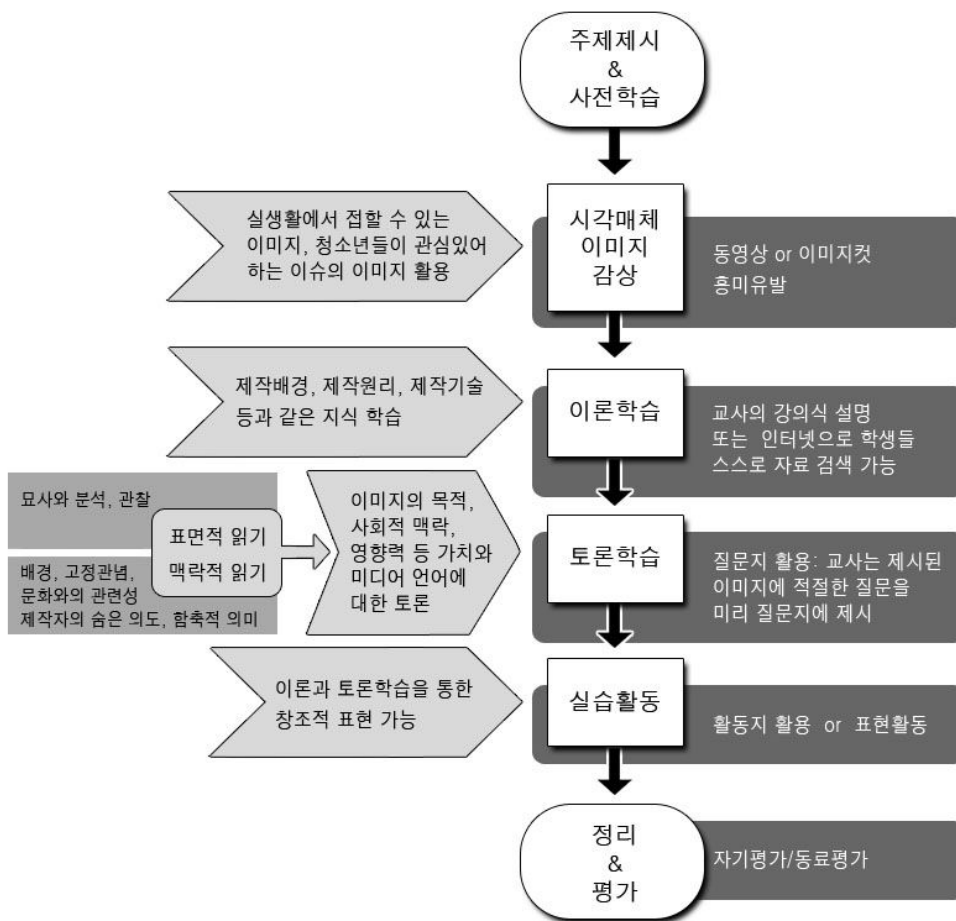 주제제시
&
사전학습
실생활에서 접할 수 있는
이미지, 청소년들이 관심있어
하는 이슈의 이미지 활용
시각매체
이미지
감상
동영상 or 이미지컷
흥미유발
제작배경, 제작원리, 제작기술
등과 같은 지식 학습
이론학습
교사의 강의식 설명
또는 인터넷으로 학생들
스스로 자료 검색 가능
묘사와 분석, 관찰
표면적 읽기
맥락적 읽기
배경, 고정관념,
문화와의 관련성
제작자의 숨은 의도, 함축적 의미
이미지의 목적,
사회적 맥락,
영향력 등 가치와
미디어 언어에
대한 토론
토론학습
질문지 활용: 교사는 제시된
이미지에 적절한 질문을
미리 질문지에 제시
이론과 토론학습을 통한
창조적 표현 가능
실습활동
활동지 활용 or 표현활동
정리
&
평가
자기평가/동료평가